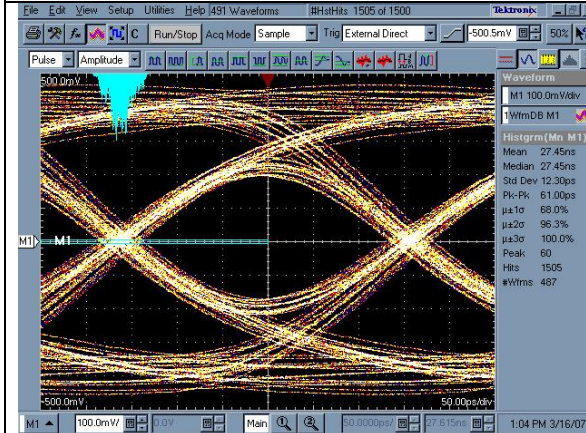 File Edit View Setup Utilities Help 491 Waveforms #HstHits 1505 of 1500 Tektronix
C Run/Stop Acq Mode Sample Trig External Direct -500.5mV 50%
Pulse Amplitude
500.0mV
Waveform
M1 100.0mV/div
1WfmDB M1
Histgrm(Mn M1)
Mean 27.45ns
Median 27.45ns
Std Dev 12.30ps
Pk-Pk 61.00ps
µ±1σ 68.0%
µ±2σ 96.3%
µ±3σ 100.0%
Peak 60
Hits 1505
#Wfms 487
M1 M1
-500.0mV 50.00ps/div
M1 100.0mV/ 0.0V Main 50.0000ps/ 27.615ns 1:04 PM 3/16/07